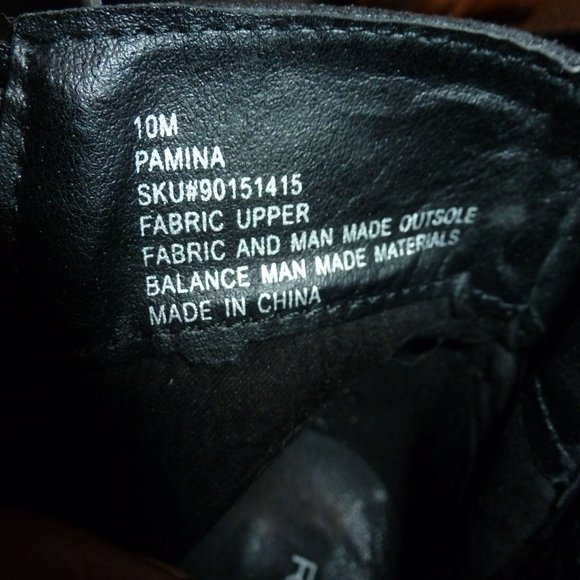 10M
PAMINA
SKU#90151415
FABRIC UPPER
FABRIC AND MAN MADE OUTSOLE
BALANCE MAN MADE MATERIALS
MADE IN CHINA